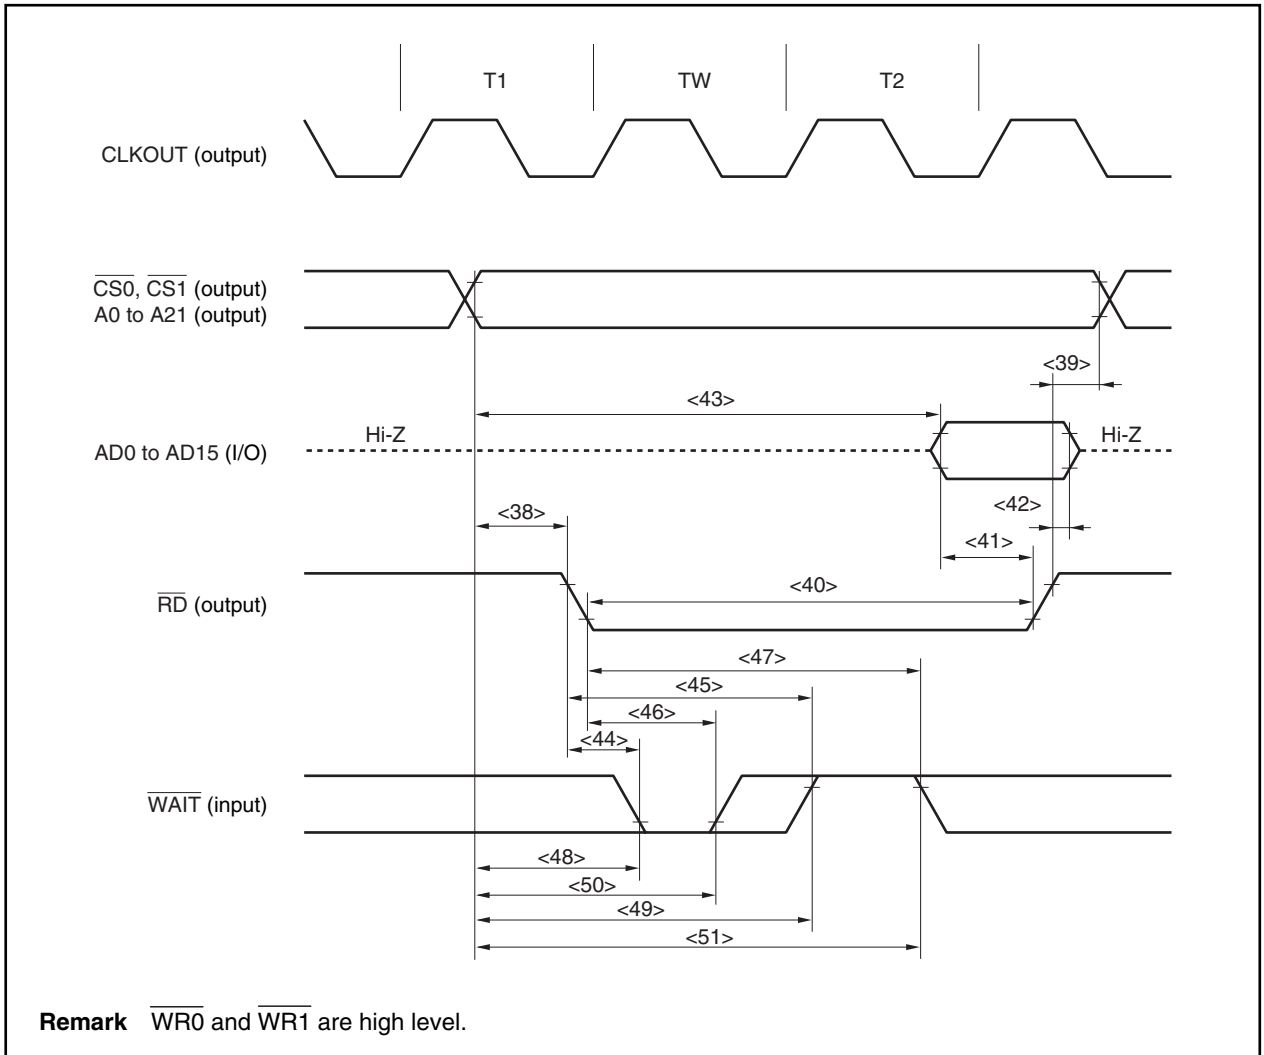 T1 TW T2
CLKOUT (output)
CS0, CS1 (output)
A0 to A21 (output)
<39>
<43>
Hi-Z Hi-Z
AD0 to AD15 (I/O)
<42>
<38>
<41>
<40>
RD (output)
<47>
<45>
<46>
<44>
WAIT (input)
<48>
<50>
<49>
<51>
Remark WR0 and WR1 are high level.